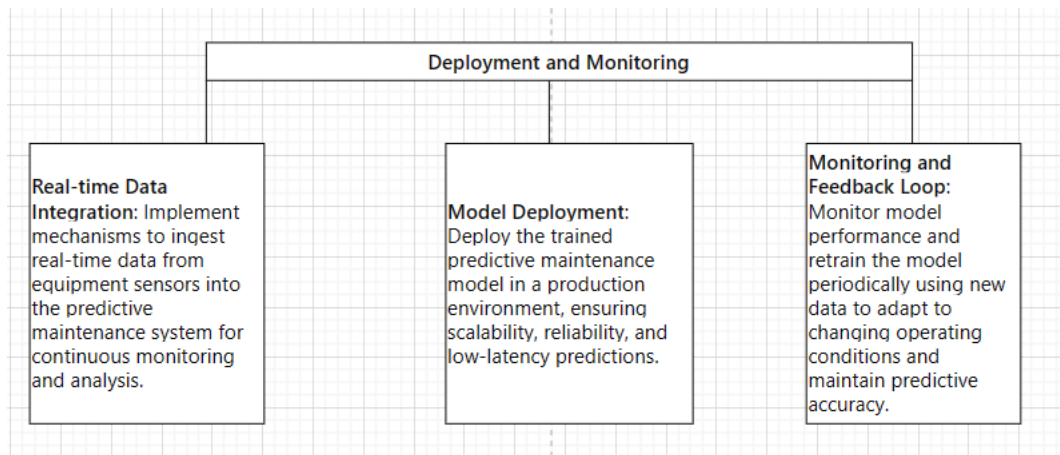 Deployment and Monitoring
Real-time Data
Integration: Implement
mechanisms to ingest
real-time data from
equipment sensors into
the predictive
maintenance system for
continuous monitoring
and analysis.
Model Deployment:
Deploy the trained
predictive maintenance
model in a production
environment, ensuring
scalability, reliability, and
low-latency predictions.
Monitoring and
Feedback Loop:
Monitor model
performance and
retrain the model
periodically using new
data to adapt to
changing operating
conditions and
maintain predictive
accuracy.